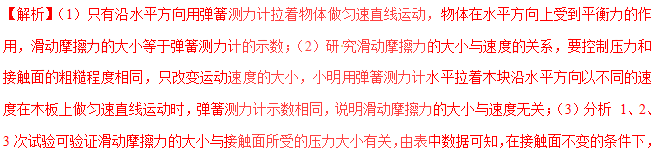 【解析】（1）只有沿水平方向用弹簧测力计拉着物体做匀速直线运动，物体在水平方向上受到平衡力的作
用，滑动摩擦力的大小等于弹簧测力计的示数；（2）研究滑动摩擦力的大小与速度的关系，要控制压力和
接触面的粗糙程度相同，只改变运动速度的大小，小明用弹簧测力计水平拉着木块沿水平方向以不同的速
度在木板上做匀速直线运动时，弹簧测力计示数相同，说明滑动摩擦力的大小与速度无关；（3）分析 1、2、
3 次试验可验证滑动摩擦力的大小与接触面所受的压力大小有关，由表中数据可知，在接触面不变的条件下，